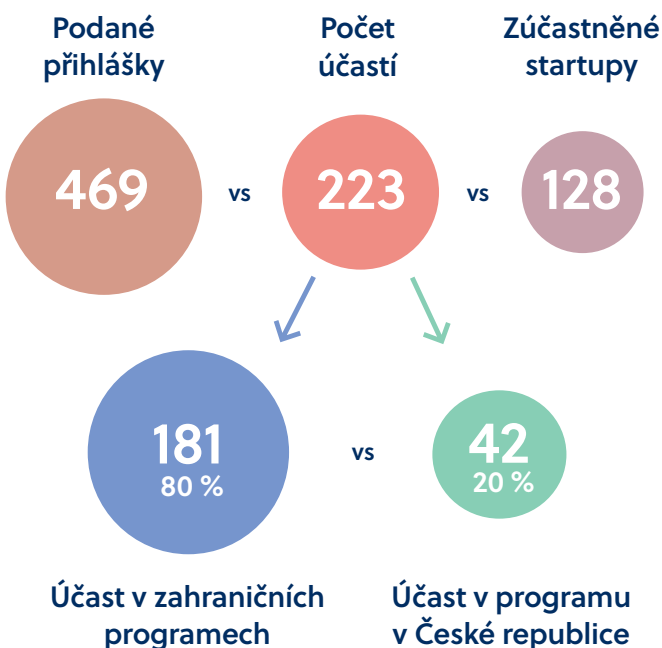 Podané
přihlášky
Počet
účastí
Zúčastněné
startupy
469
vs
223
vs
128
181
80 %
vs
42
20 %
Účast v zahraničních
programech
Účast v programu
v České republice